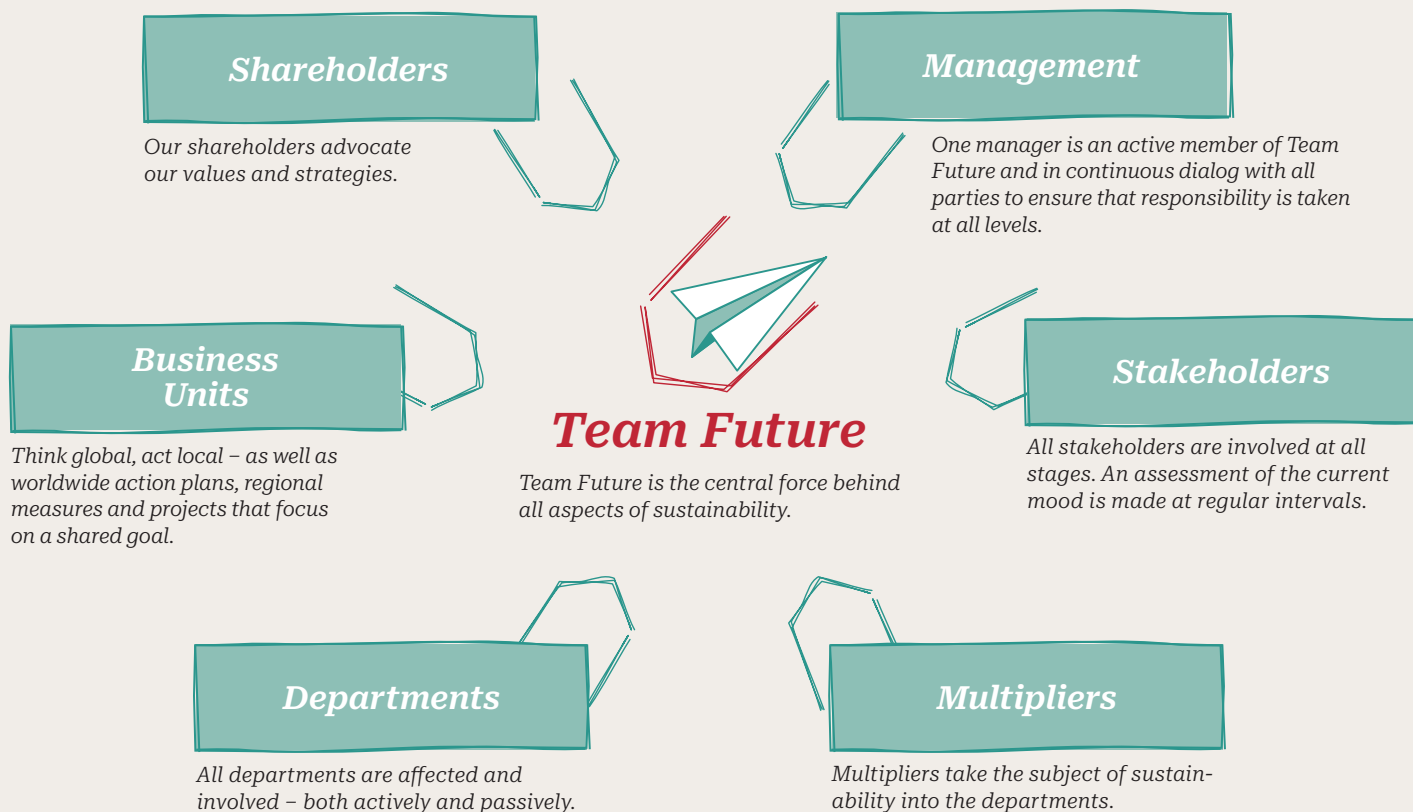 Shareholders
Our shareholders advocate
our values and strategies.
Management
One manager is an active member of Team
Future and in continuous dialog with all
parties to ensure that responsibility is taken
at all levels.
Business
Units
Think global, act local – as well as
worldwide action plans, regional
measures and projects that focus
on a shared goal.
Team Future
Team Future is the central force behind
all aspects of sustainability.
Stakeholders
All stakeholders are involved at all
stages. An assessment of the current
mood is made at regular intervals.
Departments
All departments are affected and
involved – both actively and passively.
Multipliers
Multipliers take the subject of sustain-
ability into the departments.